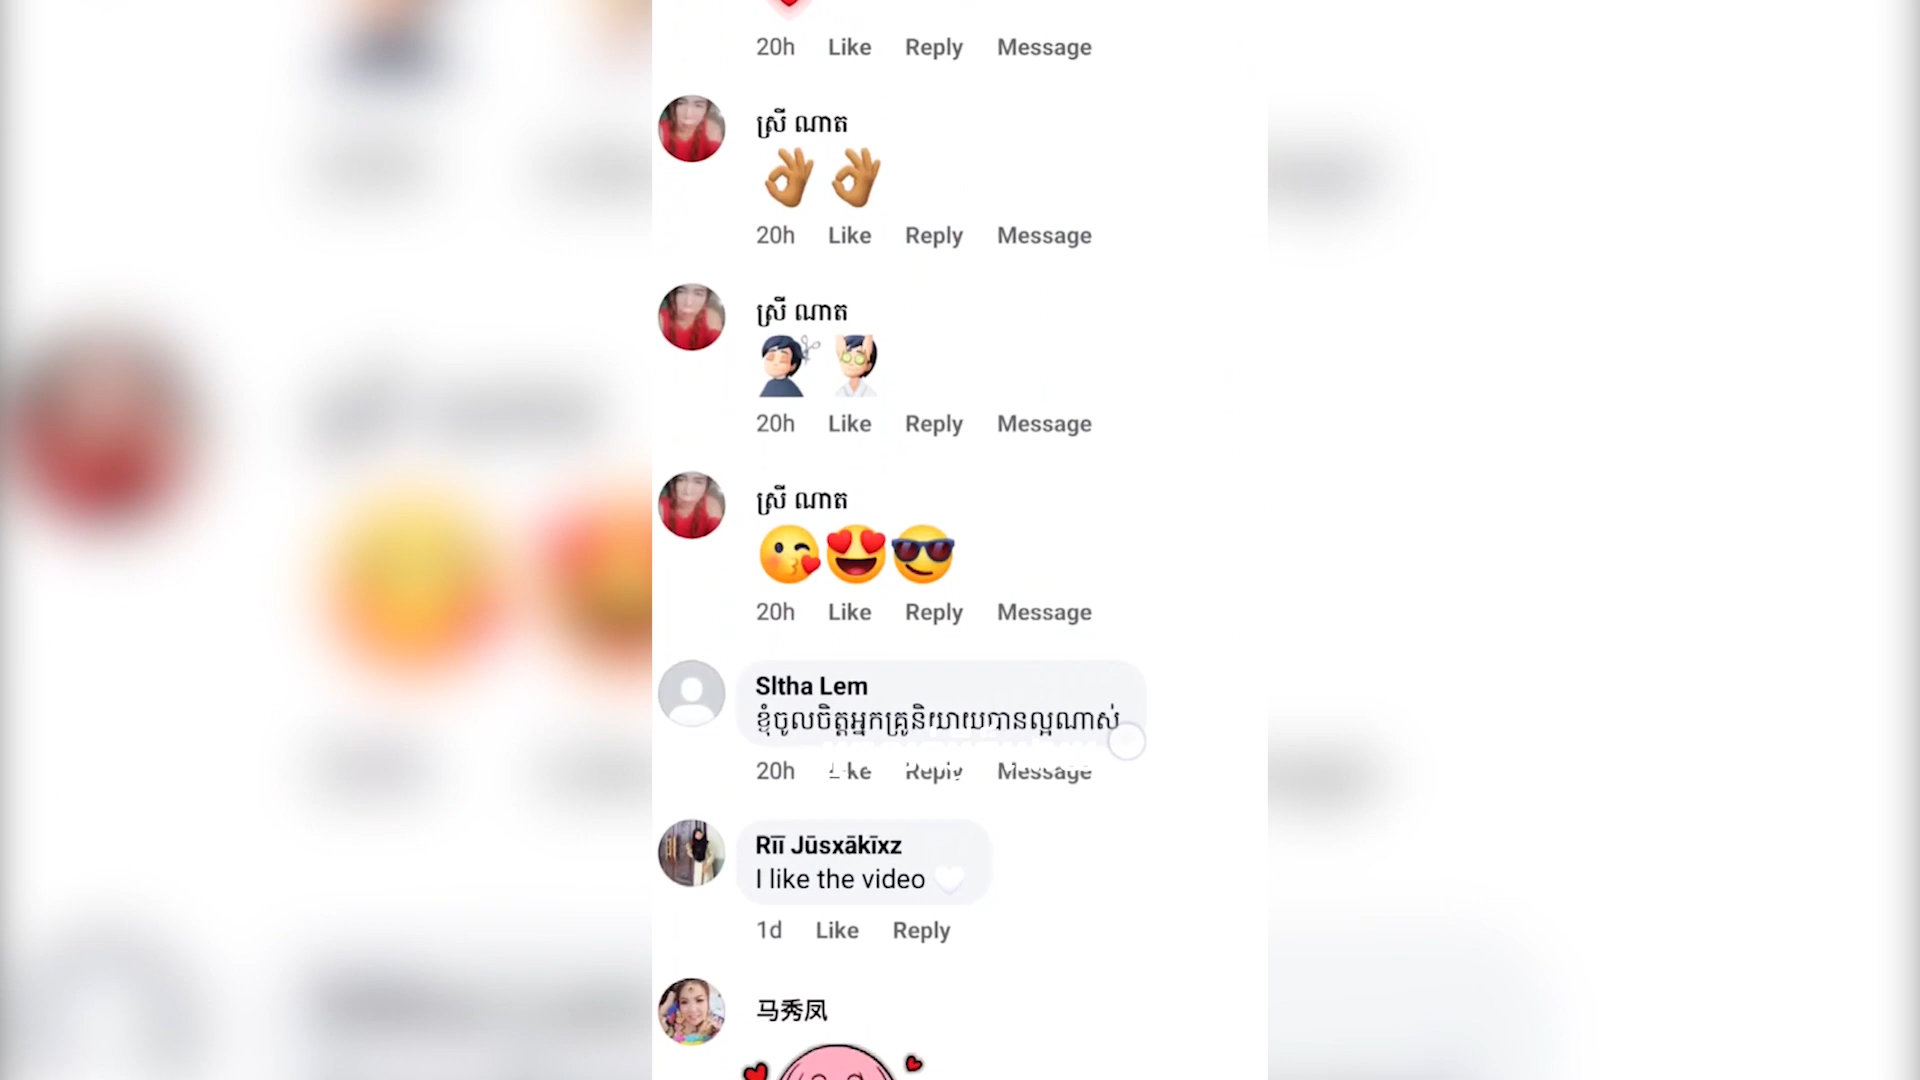 20h Like Reply Message
ស្រី ណាត
20h Like Reply Message
ស្រី ណាត
20h Like Reply Message
ស្រី ណាត
20h Like Reply Message
Sltha Lem
ខ្ញុំចូលចិត្តអ្នកគ្រូនិយាយបានល្អណាស់
20h Like Reply Message
Rīī Jūsxākīxz
I like the video
1d Like Reply
马秀凤